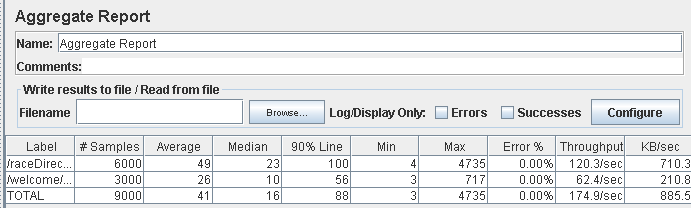 Aggregate Report
Name: Aggregate Report
Comments:
Write results to file / Read from file
Filename Browse... Log/Display Only: Errors Successes Configure
Label # Samples Average Median 90% Line Min Max Error % Throughput KB/sec
/raceDirec... 6000 49 23 100 4 4735 0.00% 120.3/sec 710.3
/welcome/... 3000 26 10 56 3 717 0.00% 62.4/sec 210.8
TOTAL 9000 41 16 88 3 4735 0.00% 174.9/sec 885.5